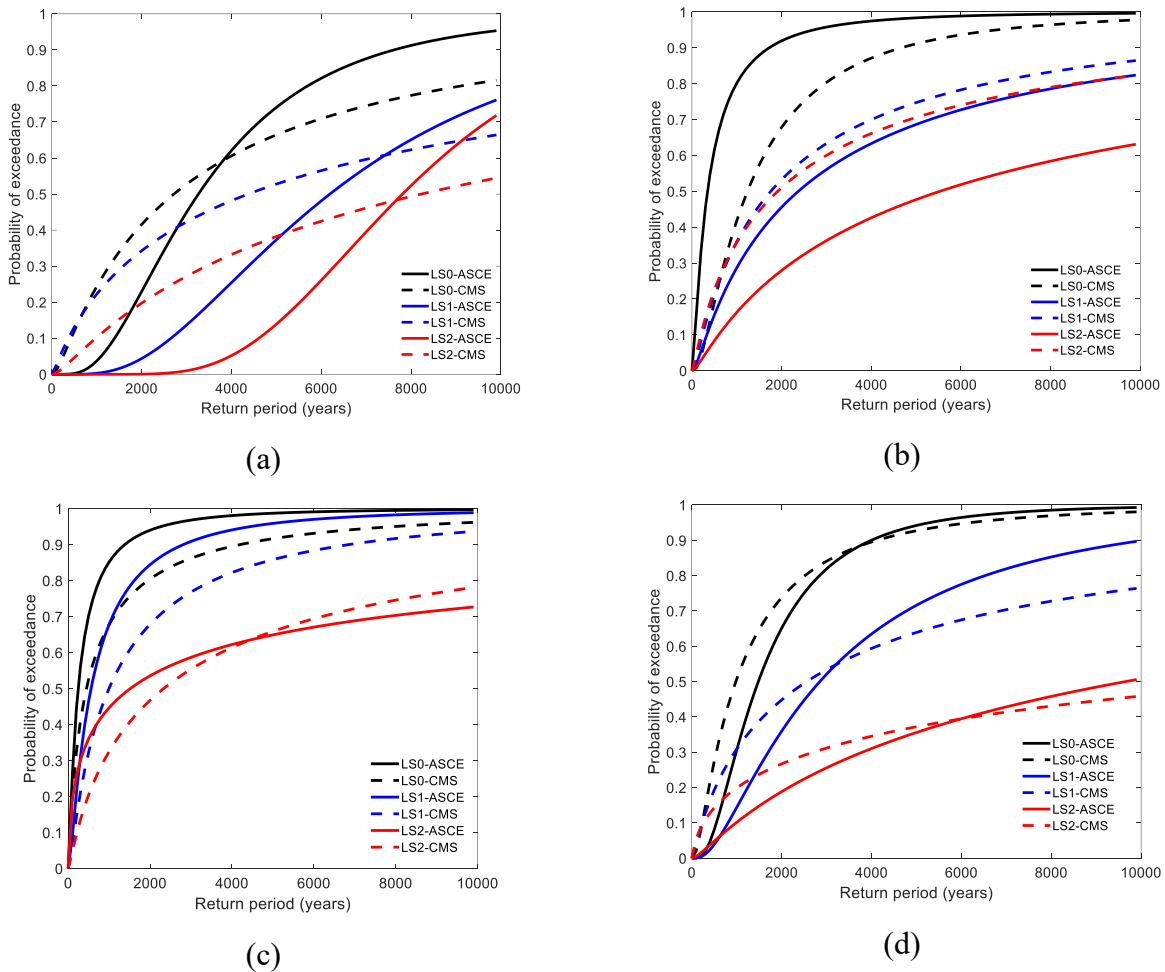 1
0.9
0.8
0.7
0.6
0.5
0.4
0.3
0.2
0.1
0
Probability of exceedance
LS0-ASCE
LS0-CMS
LS1-ASCE
LS1-CMS
LS2-ASCE
LS2-CMS
0 2000 4000 6000 8000 10000
Return period (years)
(a)
1
0.9
0.8
0.7
0.6
0.5
0.4
0.3
0.2
0.1
0
Probability of exceedance
LS0-ASCE
LS0-CMS
LS1-ASCE
LS1-CMS
LS2-ASCE
LS2-CMS
0 2000 4000 6000 8000 10000
Return period (years)
(b)
1
0.9
0.8
0.7
0.6
0.5
0.4
0.3
0.2
0.1
0
Probability of exceedance
LS0-ASCE
LS0-CMS
LS1-ASCE
LS1-CMS
LS2-ASCE
LS2-CMS
0 2000 4000 6000 8000 10000
Return period (years)
(c)
1
0.9
0.8
0.7
0.6
0.5
0.4
0.3
0.2
0.1
0
Probability of exceedance
LS0-ASCE
LS0-CMS
LS1-ASCE
LS1-CMS
LS2-ASCE
LS2-CMS
0 2000 4000 6000 8000 10000
Return period (years)
(d)